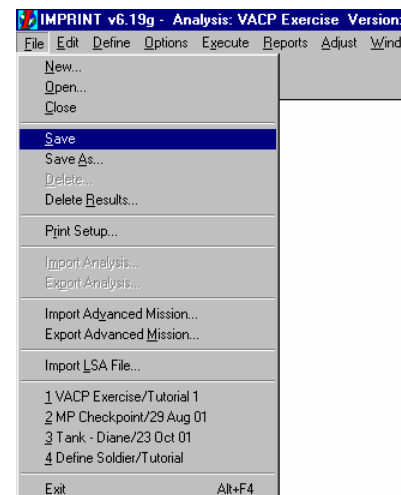 IMPRINT v6.19g - Analysis: VACP Exercise Version:
File Edit Define Options Execute Reports Adjust Wind
New...
Open...
Close
Save
Save As...
Delete...
Delete Results...
Print Setup...
Import Analysis...
Export Analysis...
Import Advanced Mission...
Export Advanced Mission...
Import LSA File...
1 VACP Exercise/Tutorial 1
2 MP Checkpoint/29 Aug 01
3 Tank - Diane/23 Oct 01
4 Define Soldier/Tutorial
Exit Alt+F4